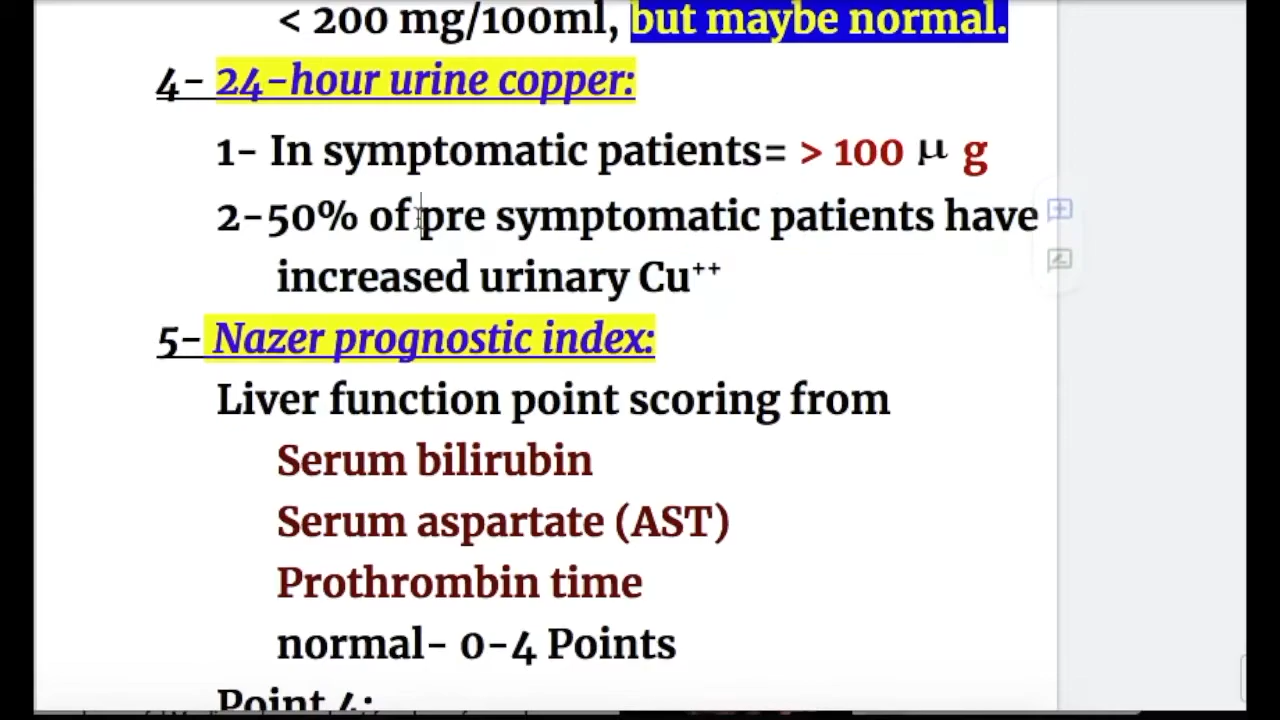 < 200 mg/100ml, but maybe normal.
4- 24-hour urine copper:
1- In symptomatic patients= > 100 μ g
2-50% of pre symptomatic patients have
increased urinary Cu⁺⁺
5- Nazer prognostic index:
Liver function point scoring from
Serum bilirubin
Serum aspartate (AST)
Prothrombin time
normal- 0-4 Points
Point 4: